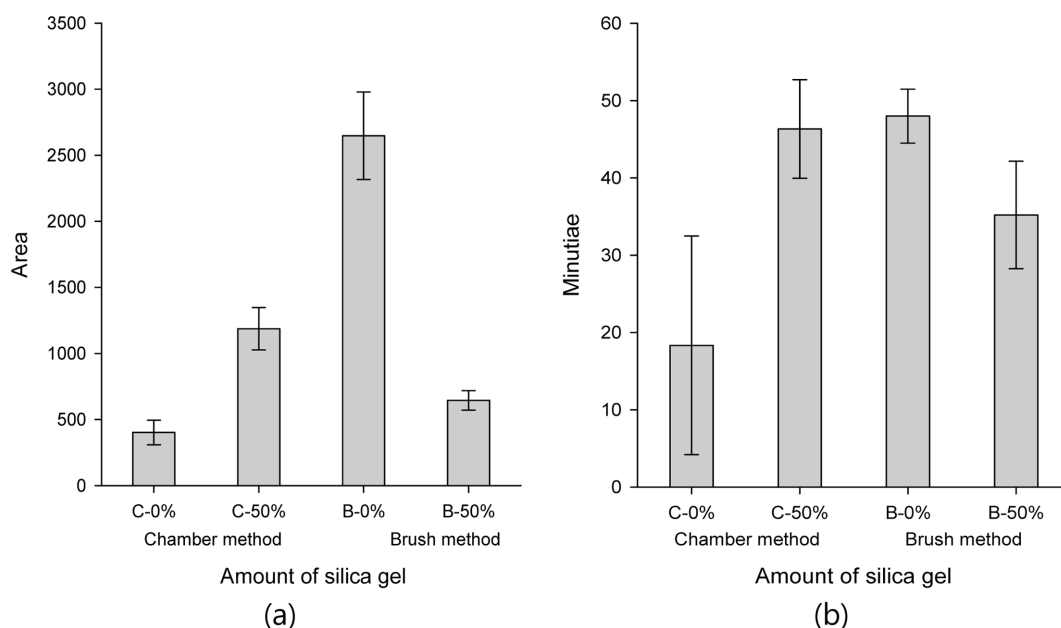 3500
3000
2500
2000
1500
1000
500
0
Area
C-0% C-50% B-0% B-50%
Chamber method Brush method
Amount of silica gel
(a)
60
50
40
30
20
10
0
Minutiae
C-0% C-50% B-0% B-50%
Chamber method Brush method
Amount of silica gel
(b)